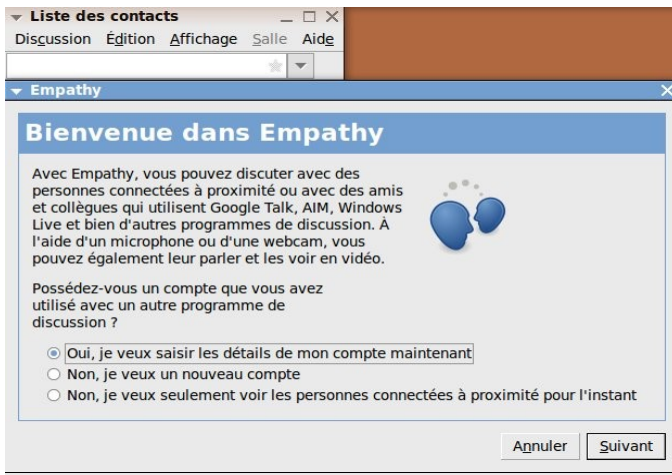 Liste des contacts
Discussion Édition Affichage Salle Aide
Empathy
Bienvenue dans Empathy
Avec Empathy, vous pouvez discuter avec des
personnes connectées à proximité ou avec des amis
et collègues qui utilisent Google Talk, AIM, Windows
Live et bien d'autres programmes de discussion. À
l'aide d'un microphone ou d'une webcam, vous
pouvez également leur parler et les voir en vidéo.
Possédez-vous un compte que vous avez
utilisé avec un autre programme de
discussion ?
Oui, je veux saisir les détails de mon compte maintenant
Non, je veux un nouveau compte
Non, je veux seulement voir les personnes connectées à proximité pour l'instant
Annuler Suivant